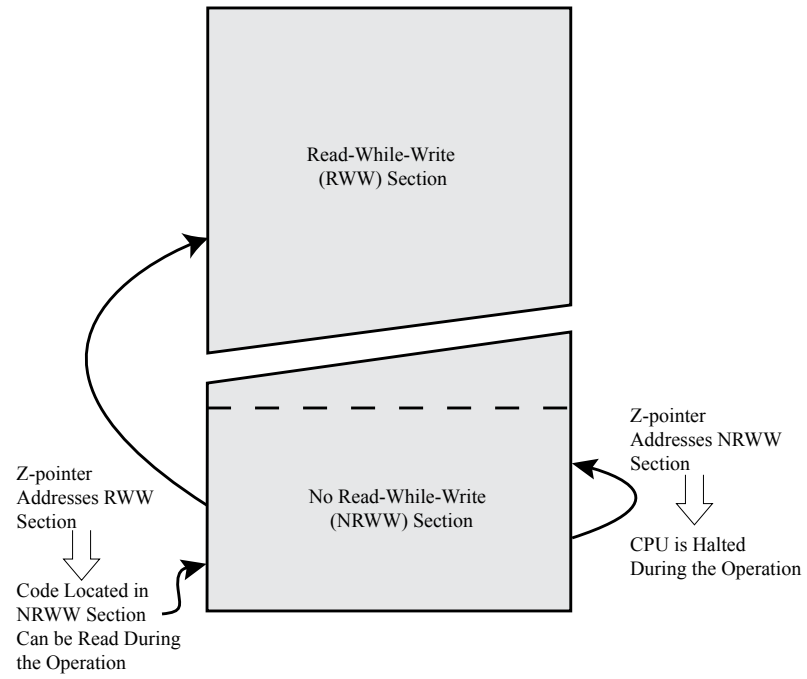 Read-While-Write
(RWW) Section
Z-pointer
Addresses RWW
Section
Code Located in
NRWW Section
Can be Read During
the Operation
No Read-While-Write
(NRWW) Section
Z-pointer
Addresses NRWW
Section
CPU is Halted
During the Operation